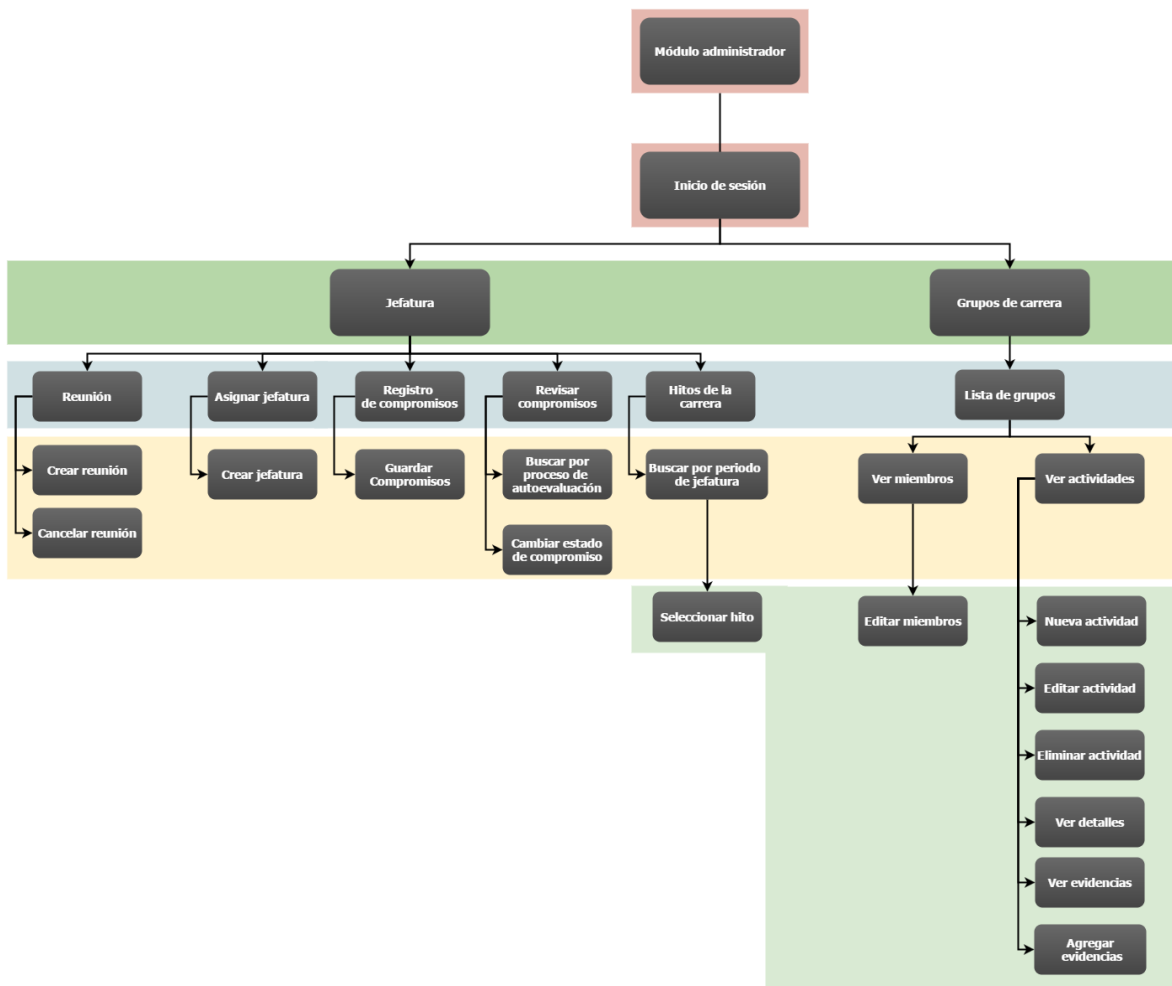 Módulo administrador
Inicio de sesión
Jefatura
Grupos de carrera
Reunión
Asignar jefatura
Registro
de compromisos
Revisar
compromisos
Hitos de la
carrera
Lista de grupos
Crear reunión
Crear jefatura
Guardar
Compromisos
Buscar por
proceso de
autoevaluación
Buscar por periodo
de jefatura
Ver miembros
Ver actividades
Cancelar reunión
Cambiar estado
de compromiso
Seleccionar hito
Editar miembros
Nueva actividad
Editar actividad
Eliminar actividad
Ver detalles
Ver evidencias
Agregar
evidencias